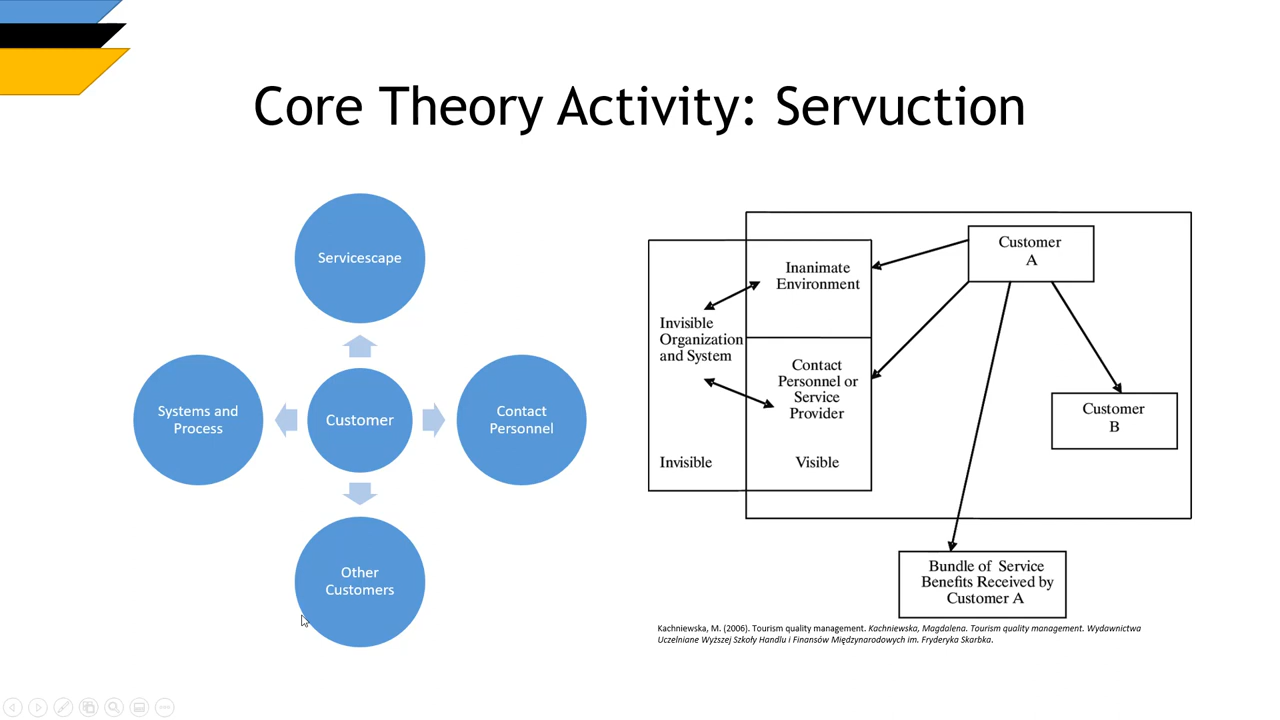 Core Theory Activity: Servuction
Servicescape
Systems and
Process
Customer
Contact
Personnel
Other
Customers
Customer
A
Inanimate
Environment
Invisible
Organization
and System
Contact
Personnel or
Service
Provider
Customer
B
Invisible
Visible
Bundle of Service
Benefits Received by
Customer A
Kachniewska, M. (2006). Tourism quality management. Kachniewska, Magdalena. Tourism quality management. Wydawnictwa
Uczelniane Wyższej Szkoły Handlu i Finansów Międzynarodowych im. Fryderyka Skarbka.